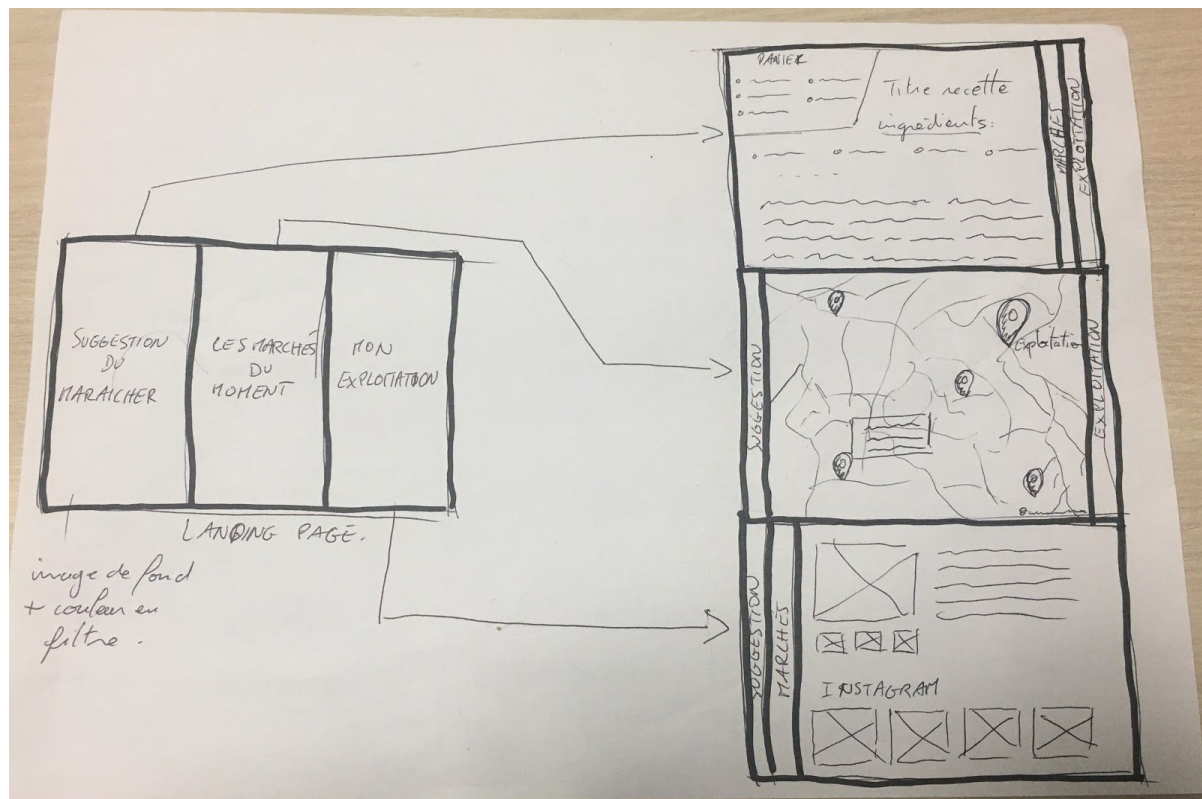 SUGGESTION
DU
MARAICHER
LES MARCHÉS
DU
MOMENT
MON
EXPLOITATION
LANDING PAGE.
image de fond
+ couleur en
filtre.
PANIER
Titre recette
ingrédients:
MARCHÉS
EXPLOITATION
SUGGESTION
Exploitation
EXPLOITATION
SUGGESTION
MARCHÉS
INSTAGRAM